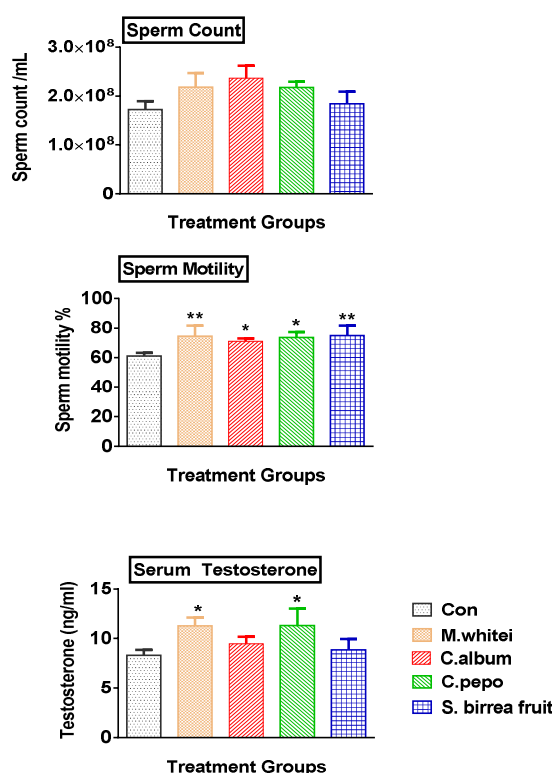 Sperm Count
3.0×10⁸
2.0×10⁸
1.0×10⁸
0
Sperm count /mL
Treatment Groups
Sperm Motility
100
80
60
40
20
0
Sperm motility %
** * * **
Treatment Groups
Serum Testosterone
15
10
5
0
Testosterone (ng/ml)
* *
Treatment Groups
Con
M.whitei
C.album
C.pepo
S. birrea fruit